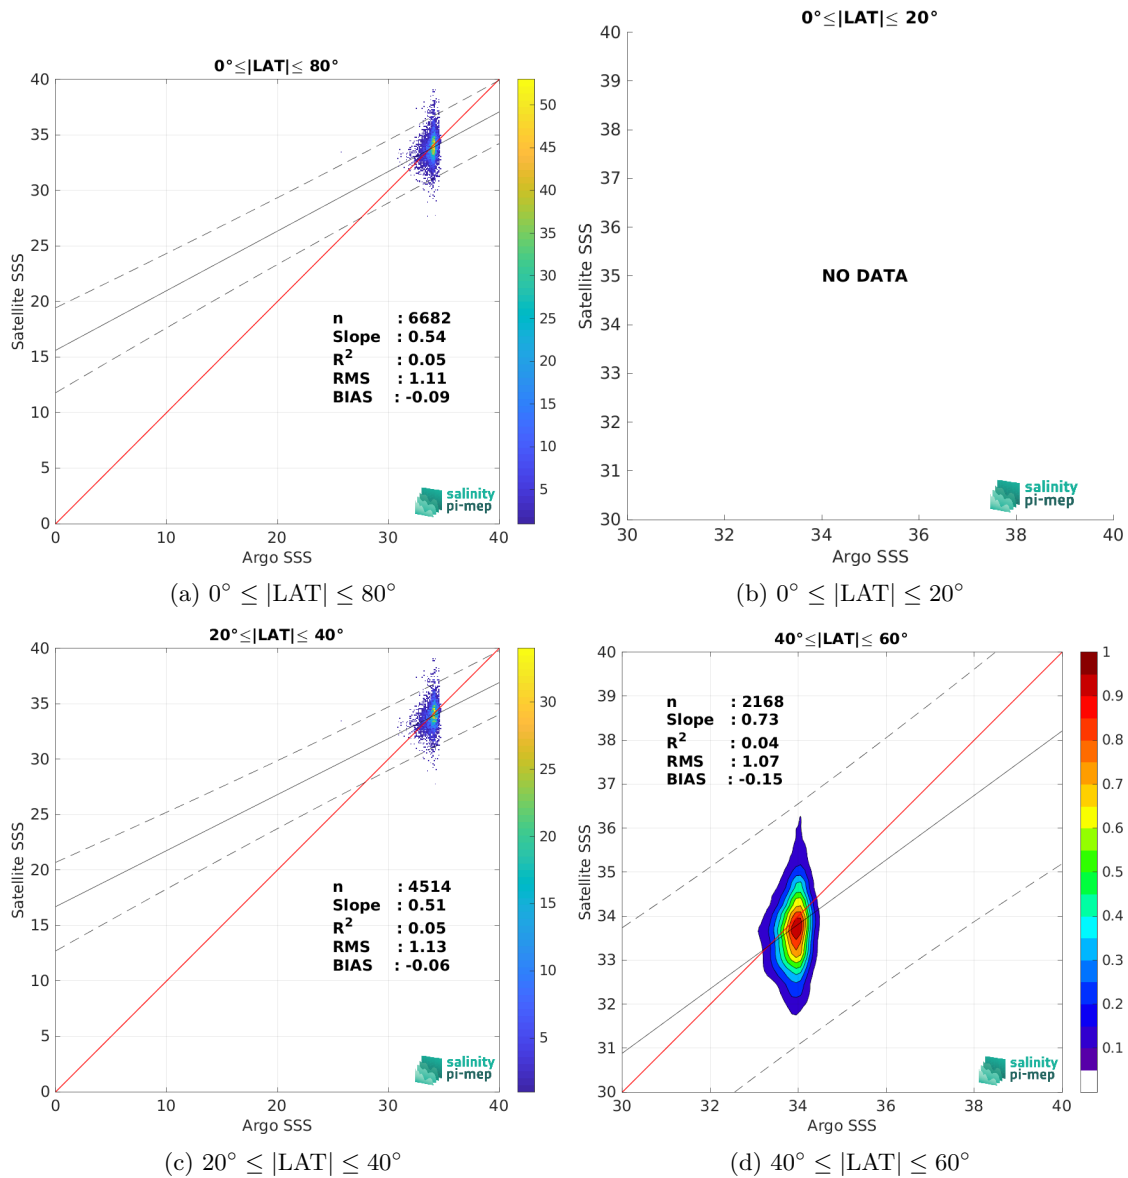 0°≤|LAT|≤ 80°
40
35
30
25
20
15
10
5
0
0
10
20
30
40
Satellite SSS
Argo SSS
n : 6682
Slope : 0.54
R² : 0.05
RMS : 1.11
BIAS : -0.09
50
45
40
35
30
25
20
15
10
5
salinity
pi-mep
(a) 0° ≤ |LAT| ≤ 80°
0°≤|LAT|≤ 20°
40
39
38
37
36
35
34
33
32
31
30
30
32
34
36
38
40
Satellite SSS
Argo SSS
NO DATA
salinity
pi-mep
(b) 0° ≤ |LAT| ≤ 20°
20°≤|LAT|≤ 40°
40
35
30
25
20
15
10
5
0
0
10
20
30
40
Satellite SSS
Argo SSS
n : 4514
Slope : 0.51
R² : 0.05
RMS : 1.13
BIAS : -0.06
30
25
20
15
10
5
salinity
pi-mep
(c) 20° ≤ |LAT| ≤ 40°
40°≤|LAT|≤ 60°
40
39
38
37
36
35
34
33
32
31
30
30
32
34
36
38
40
Satellite SSS
Argo SSS
n : 2168
Slope : 0.73
R² : 0.04
RMS : 1.07
BIAS : -0.15
1
0.9
0.8
0.7
0.6
0.5
0.4
0.3
0.2
0.1
salinity
pi-mep
(d) 40° ≤ |LAT| ≤ 60°